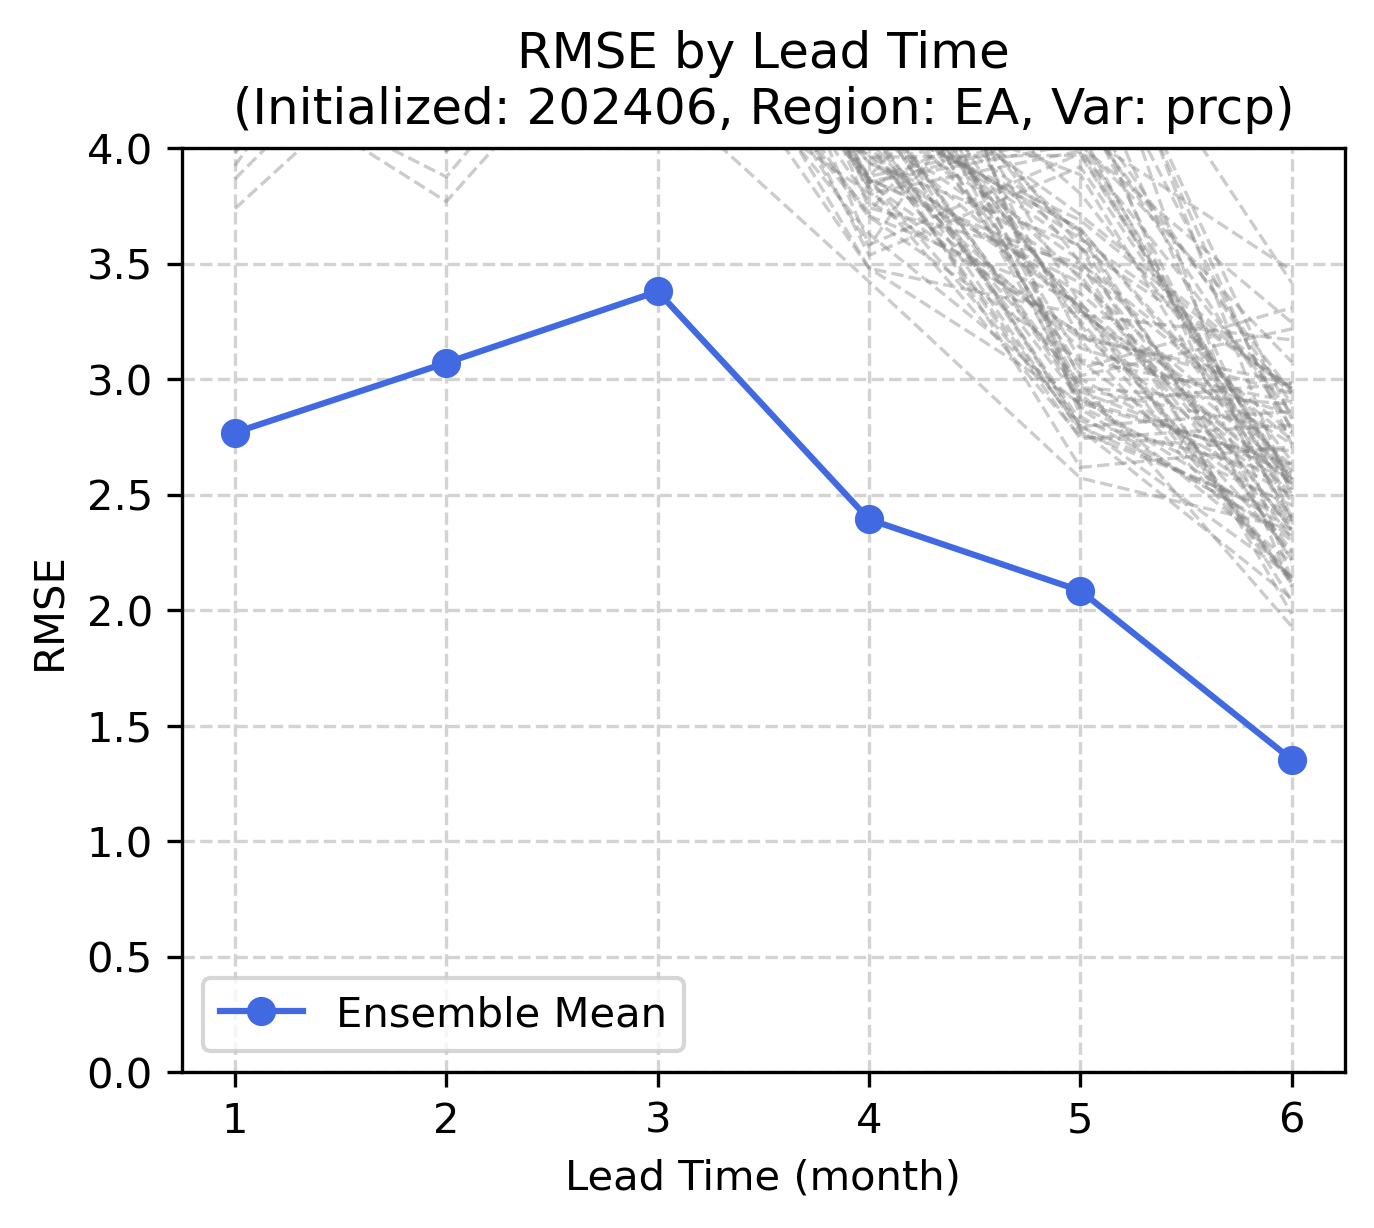 RMSE by Lead Time
(Initialized: 202406, Region: EA, Var: prcp)
4.0
3.5
3.0
2.5
2.0
1.5
1.0
0.5
0.0
RMSE
Ensemble Mean
1 2 3 4 5 6
Lead Time (month)